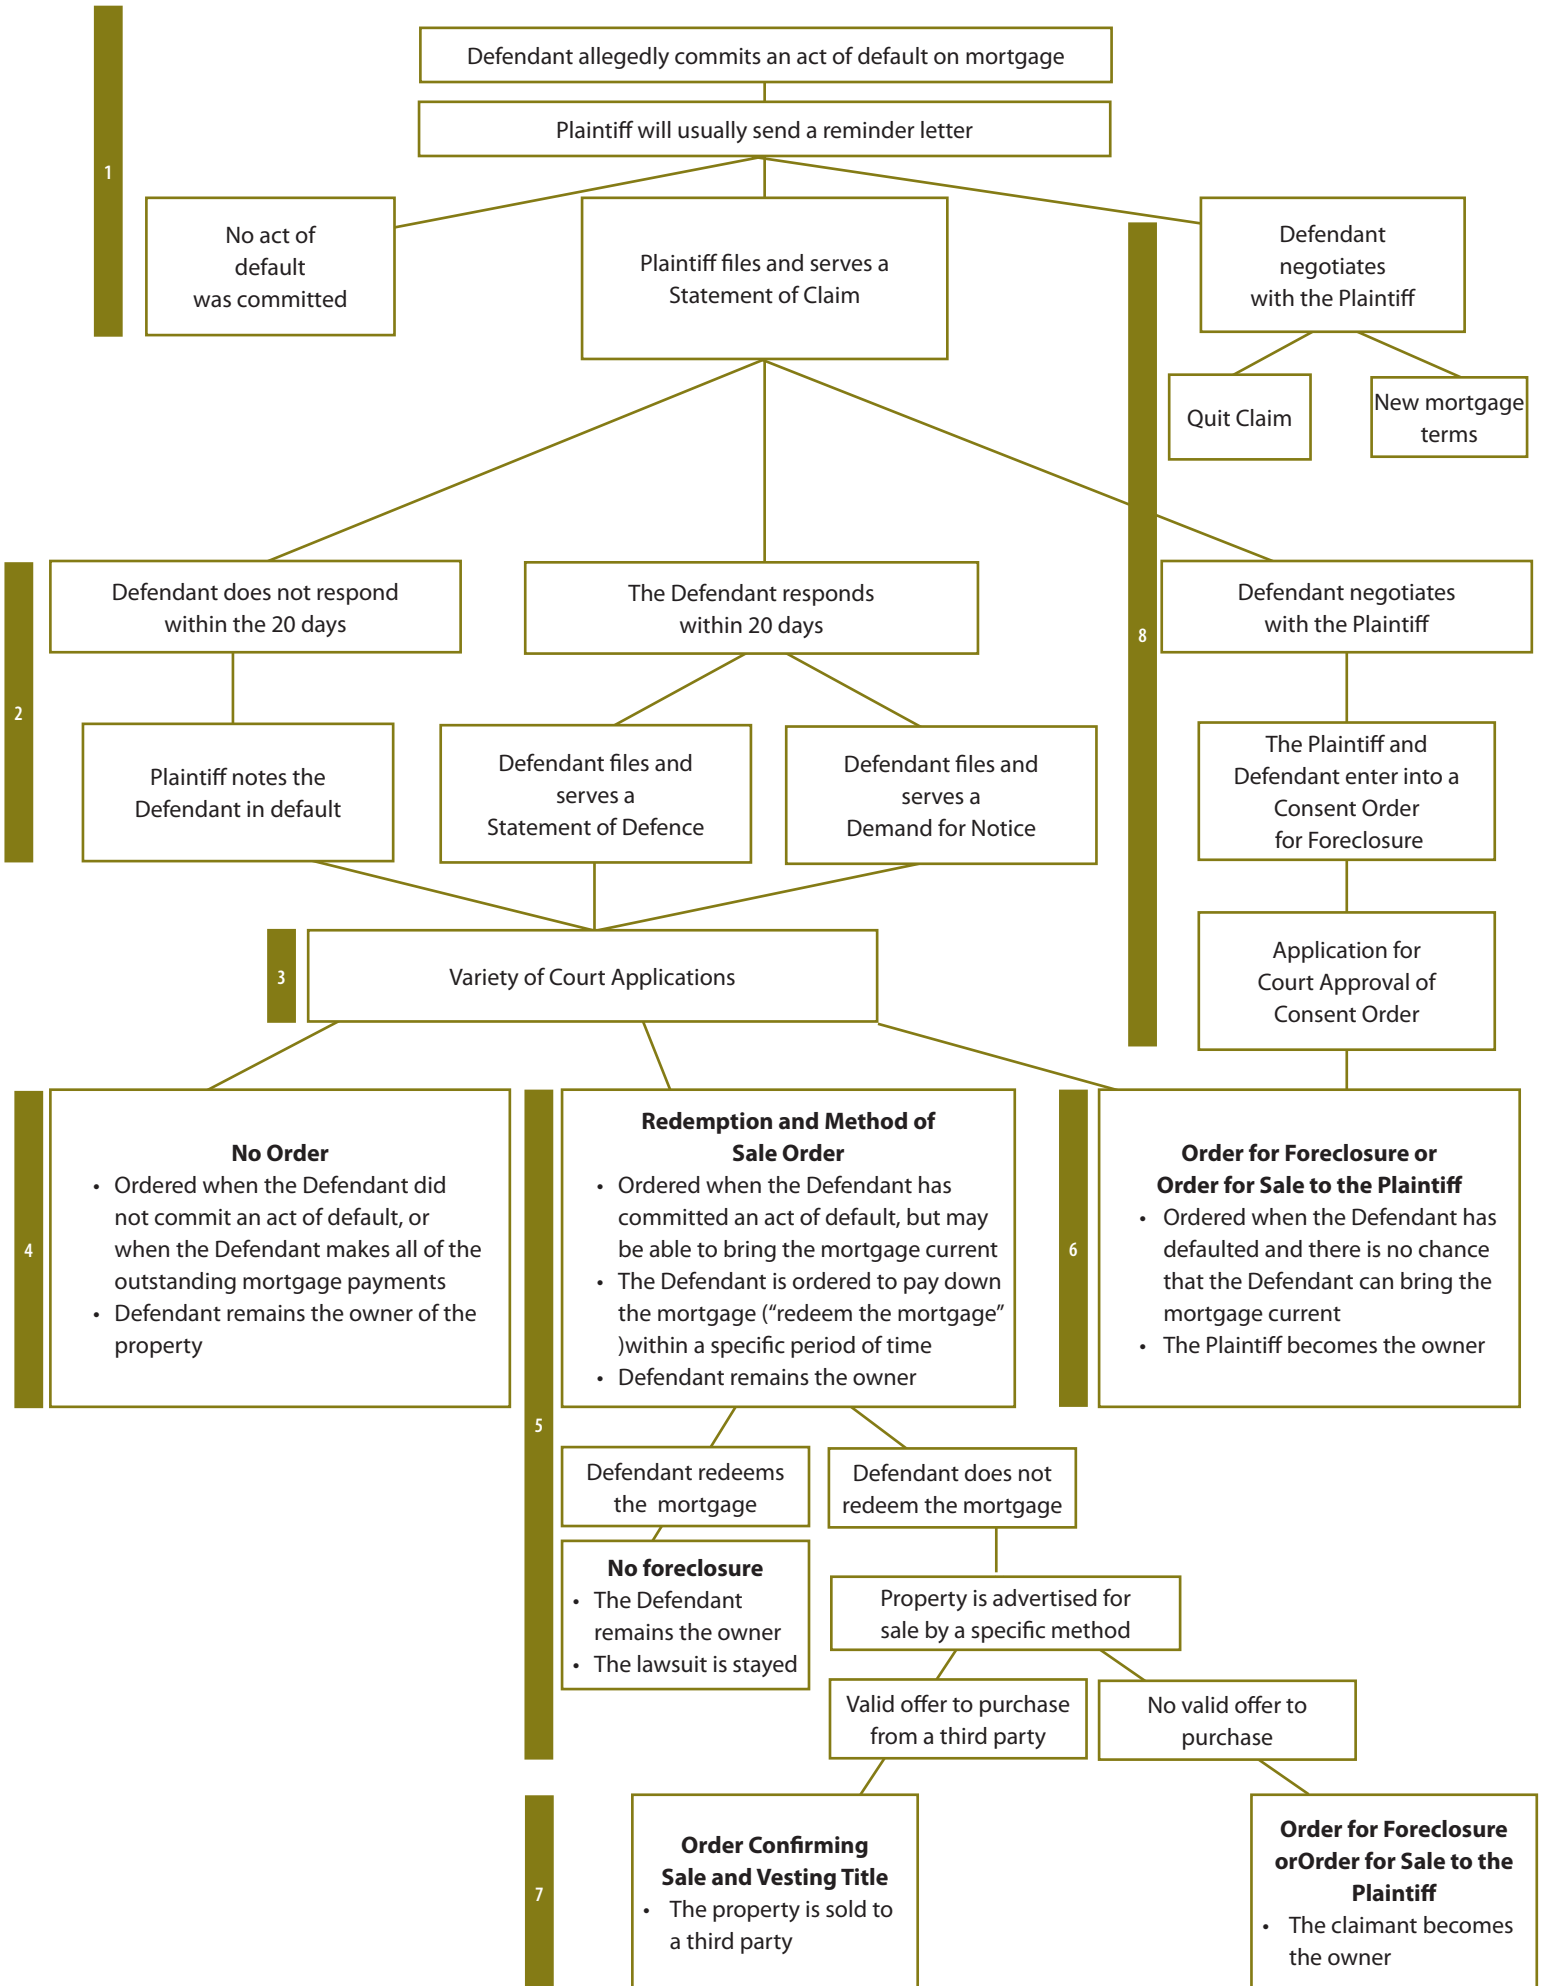 Defendant allegedly commits an act of default on mortgage
Plaintiff will usually send a reminder letter
1
No act of
default
was committed
Plaintiff files and serves a
Statement of Claim
Defendant
negotiates
with the Plaintiff
Quit Claim
New mortgage
terms
8
2
Defendant does not respond
within the 20 days
The Defendant responds
within 20 days
Defendant negotiates
with the Plaintiff
Plaintiff notes the
Defendant in default
Defendant files and
serves a
Statement of Defence
Defendant files and
serves a
Demand for Notice
The Plaintiff and
Defendant enter into a
Consent Order
for Foreclosure
3
Variety of Court Applications
Application for
Court Approval of
Consent Order
4
No Order
• Ordered when the Defendant did
not commit an act of default, or
when the Defendant makes all of the
outstanding mortgage payments
• Defendant remains the owner of the
property
5
Redemption and Method of
Sale Order
• Ordered when the Defendant has
committed an act of default, but may
be able to bring the mortgage current
• The Defendant is ordered to pay down
the mortgage (“redeem the mortgage”
)within a specific period of time
• Defendant remains the owner
6
Order for Foreclosure or
Order for Sale to the Plaintiff
• Ordered when the Defendant has
defaulted and there is no chance
that the Defendant can bring the
mortgage current
• The Plaintiff becomes the owner
Defendant redeems
the mortgage
Defendant does not
redeem the mortgage
No foreclosure
• The Defendant
remains the owner
• The lawsuit is stayed
Property is advertised for
sale by a specific method
Valid offer to purchase
from a third party
No valid offer to
purchase
7
Order Confirming
Sale and Vesting Title
• The property is sold to
a third party
Order for Foreclosure
orOrder for Sale to the
Plaintiff
• The claimant becomes
the owner